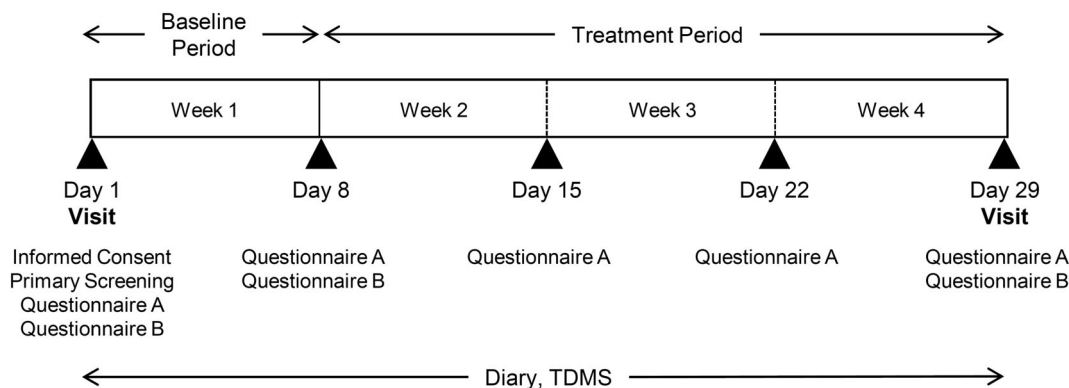 Baseline
Period
Treatment Period
Week 1
Week 2
Week 3
Week 4
Day 1
Visit
Day 8
Day 15
Day 22
Day 29
Visit
Informed Consent
Primary Screening
Questionnaire A
Questionnaire B
Questionnaire A
Questionnaire B
Questionnaire A
Questionnaire A
Questionnaire A
Questionnaire B
Diary, TDMS